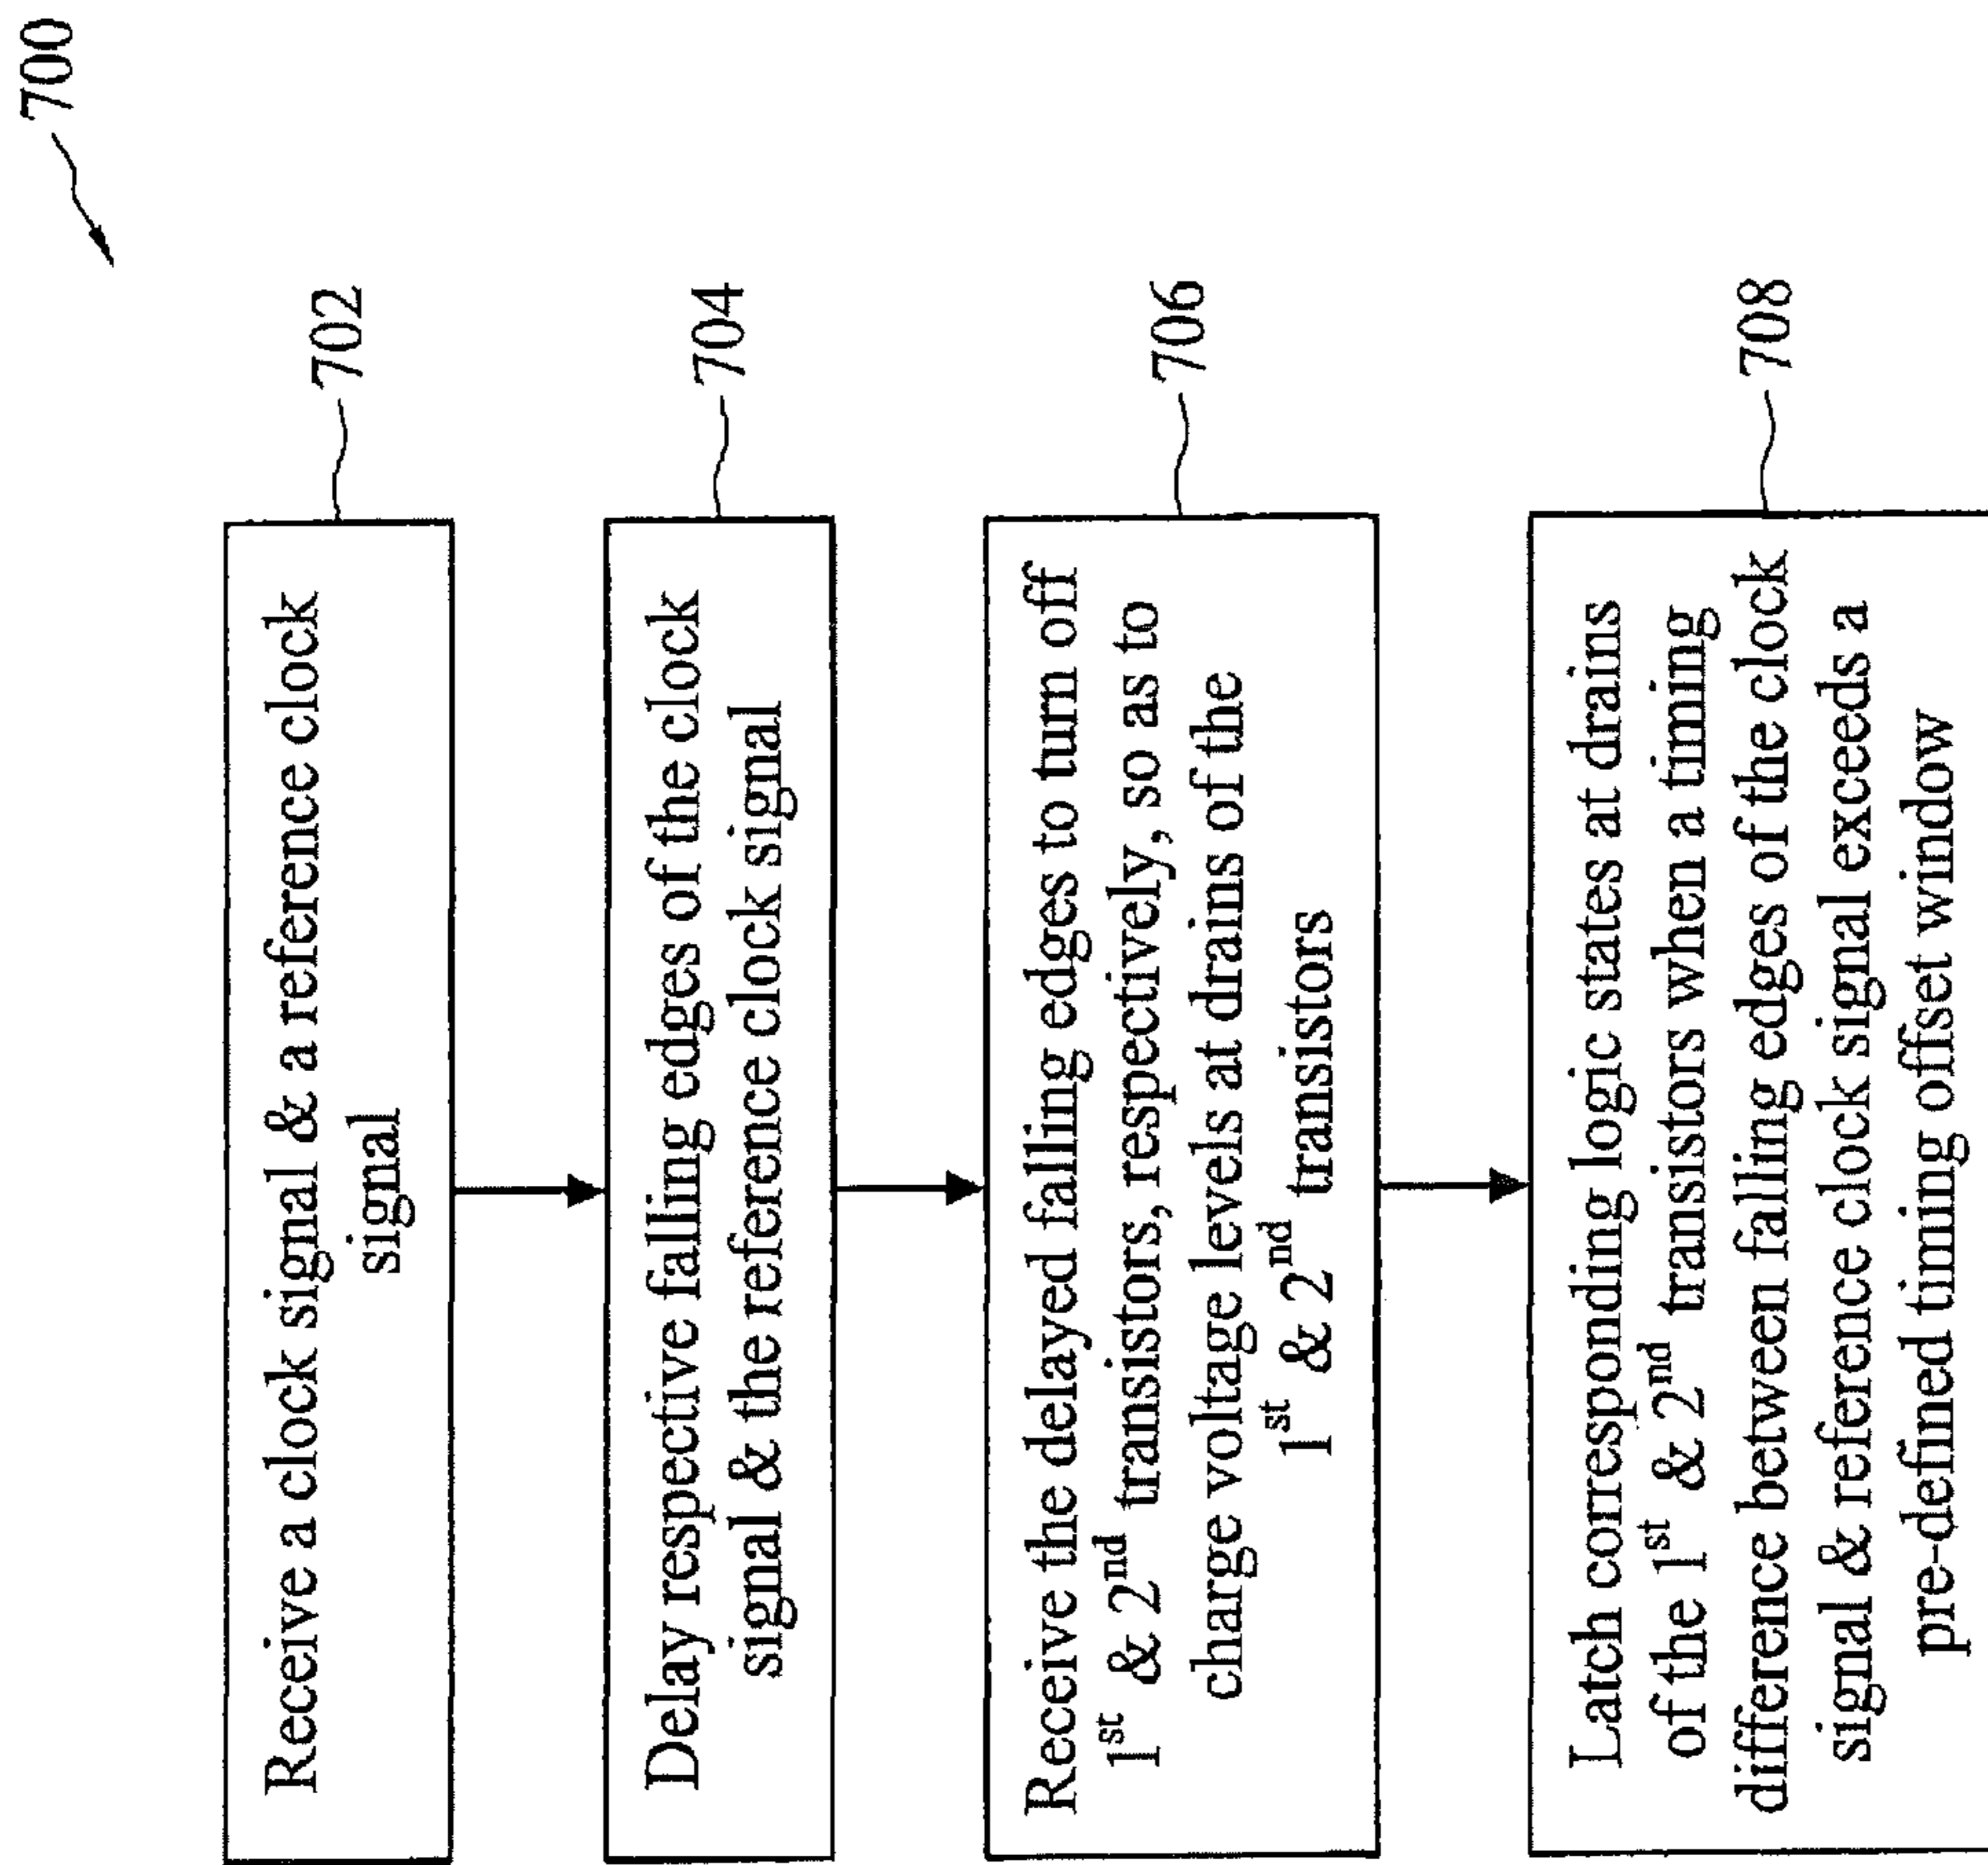 700
Receive a clock signal & a reference clock
signal
702
Delay respective falling edges of the clock
signal & the reference clock signal
704
Receive the delayed falling edges to turn off
1st & 2nd transistors, respectively, so as to
charge voltage levels at drains of the
1st & 2nd transistors
706
Latch corresponding logic states at drains
of the 1st & 2nd transistors when a timing
difference between falling edges of the clock
signal & reference clock signal exceeds a
pre-defined timing offset window
708